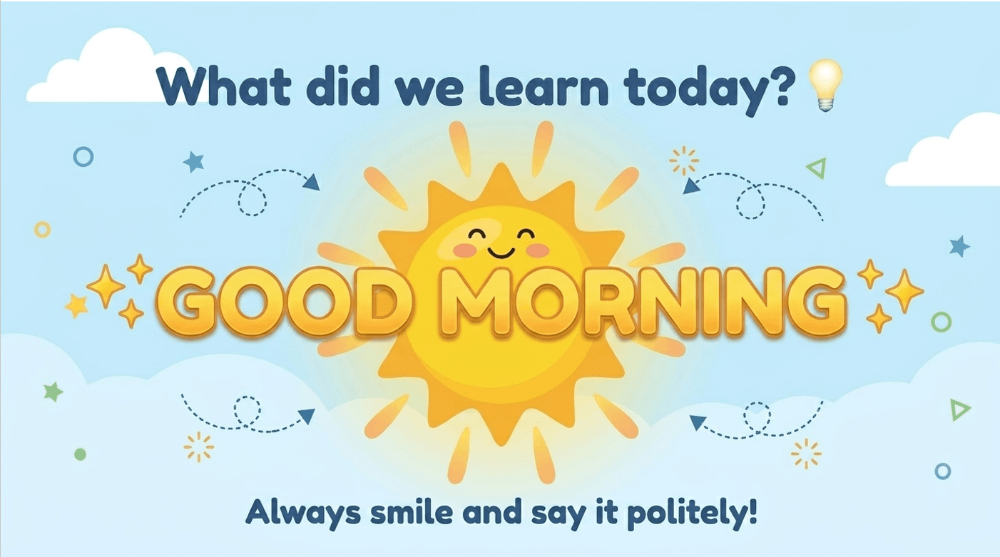 What did we learn today?
GOOD MORNING
Always smile and say it politely!